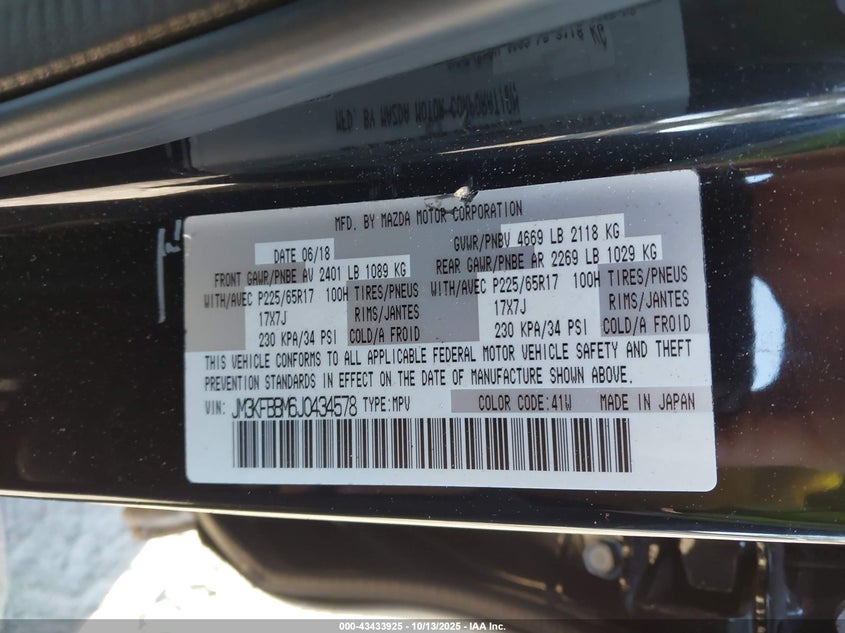 MFD. BY MAZDA MOTOR CORPORATION
DATE 06/18 GVWR/PNBV 4669 LB 2118 KG
FRONT GAWR/PNBE AV 2401 LB 1089 KG REAR GAWR/PNBE AR 2269 LB 1029 KG
WITH/AVEC P225/65R17 100H TIRES/PNEUS WITH/AVEC P225/65R17 100H TIRES/PNEUS
17X7J RIMS/JANTES 17X7J RIMS/JANTES
230 KPA/34 PSI COLD/A FROID 230 KPA/34 PSI COLD/A FROID
THIS VEHICLE CONFORMS TO ALL APPLICABLE FEDERAL MOTOR VEHICLE SAFETY AND THEFT
PREVENTION STANDARDS IN EFFECT ON THE DATE OF MANUFACTURE SHOWN ABOVE.
VIN: JM3KFBBM6J0434578 TYPE:MPV COLOR CODE:41W MADE IN JAPAN
000-43433925 - 10/13/2025 - © IAA, Inc.